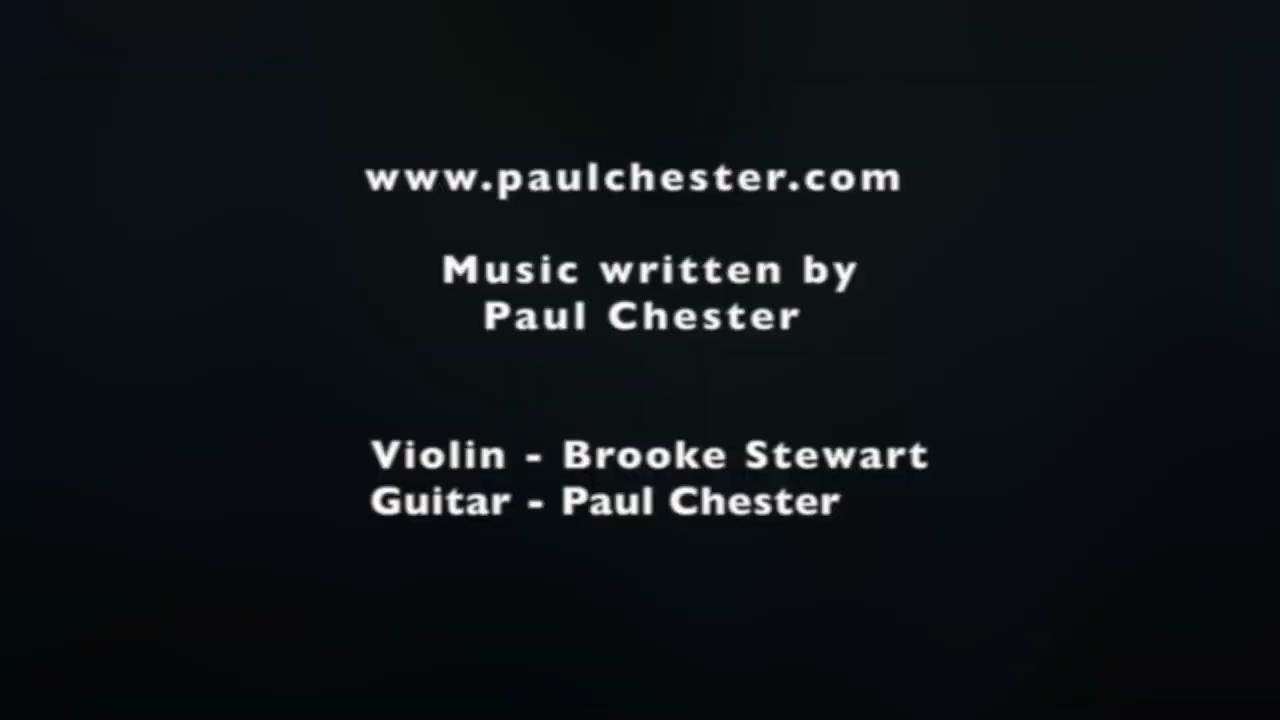 www.paulchester.com
Music written by
Paul Chester
Violin - Brooke Stewart
Guitar - Paul Chester